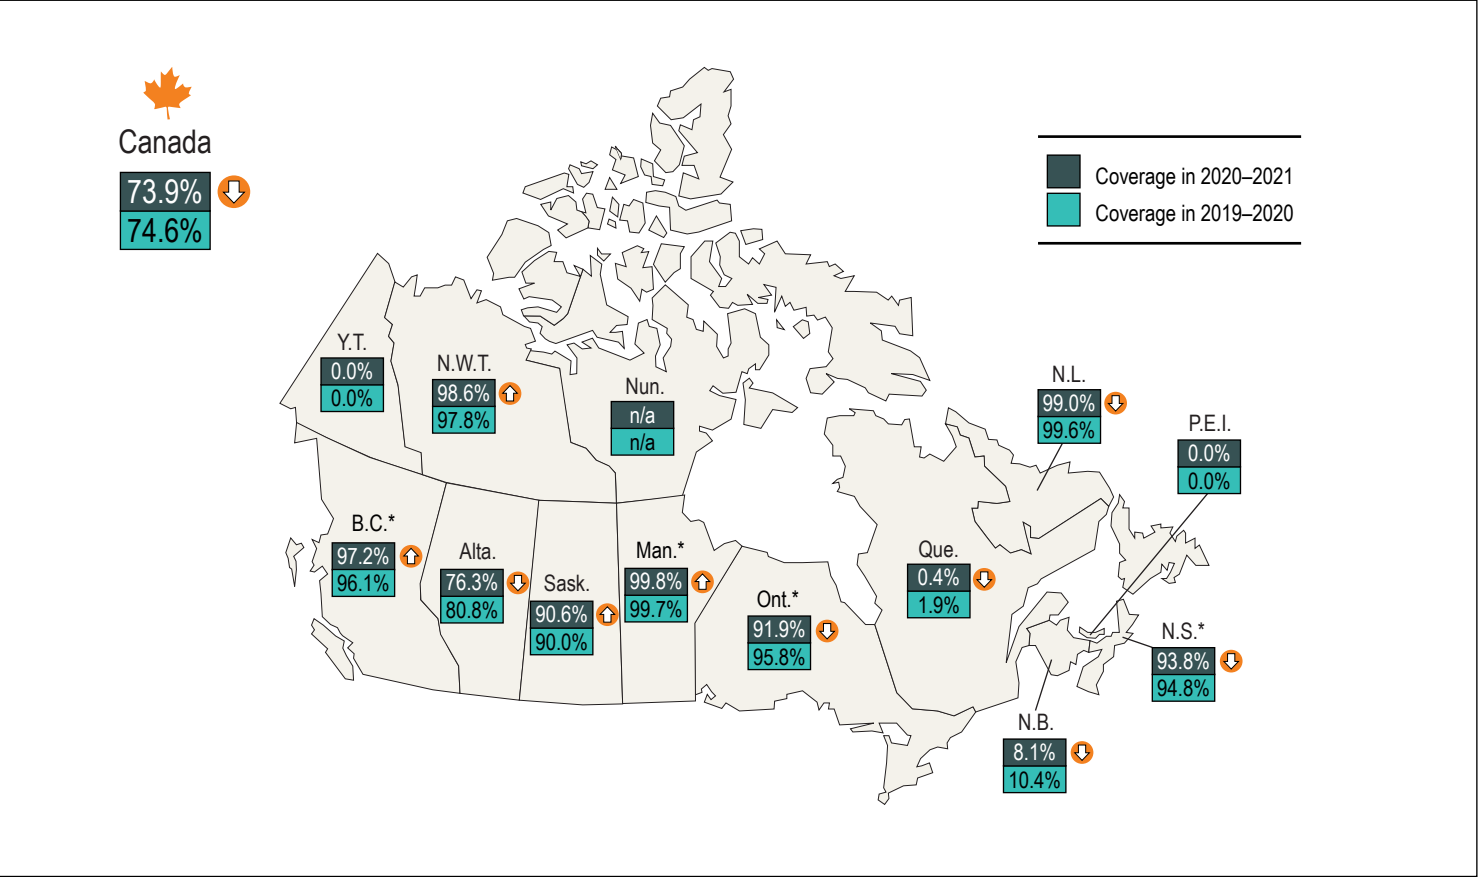 Canada
73.9%
74.6%
Coverage in 2020–2021
Coverage in 2019–2020
Y.T.
0.0%
0.0%
N.W.T.
98.6%
97.8%
Nun.
n/a
n/a
N.L.
99.0%
99.6%
P.E.I.
0.0%
0.0%
B.C.*
97.2%
96.1%
Alta.
76.3%
80.8%
Sask.
90.6%
90.0%
Man.*
99.8%
99.7%
Ont.*
91.9%
95.8%
Que.
0.4%
1.9%
N.S.*
93.8%
94.8%
N.B.
8.1%
10.4%